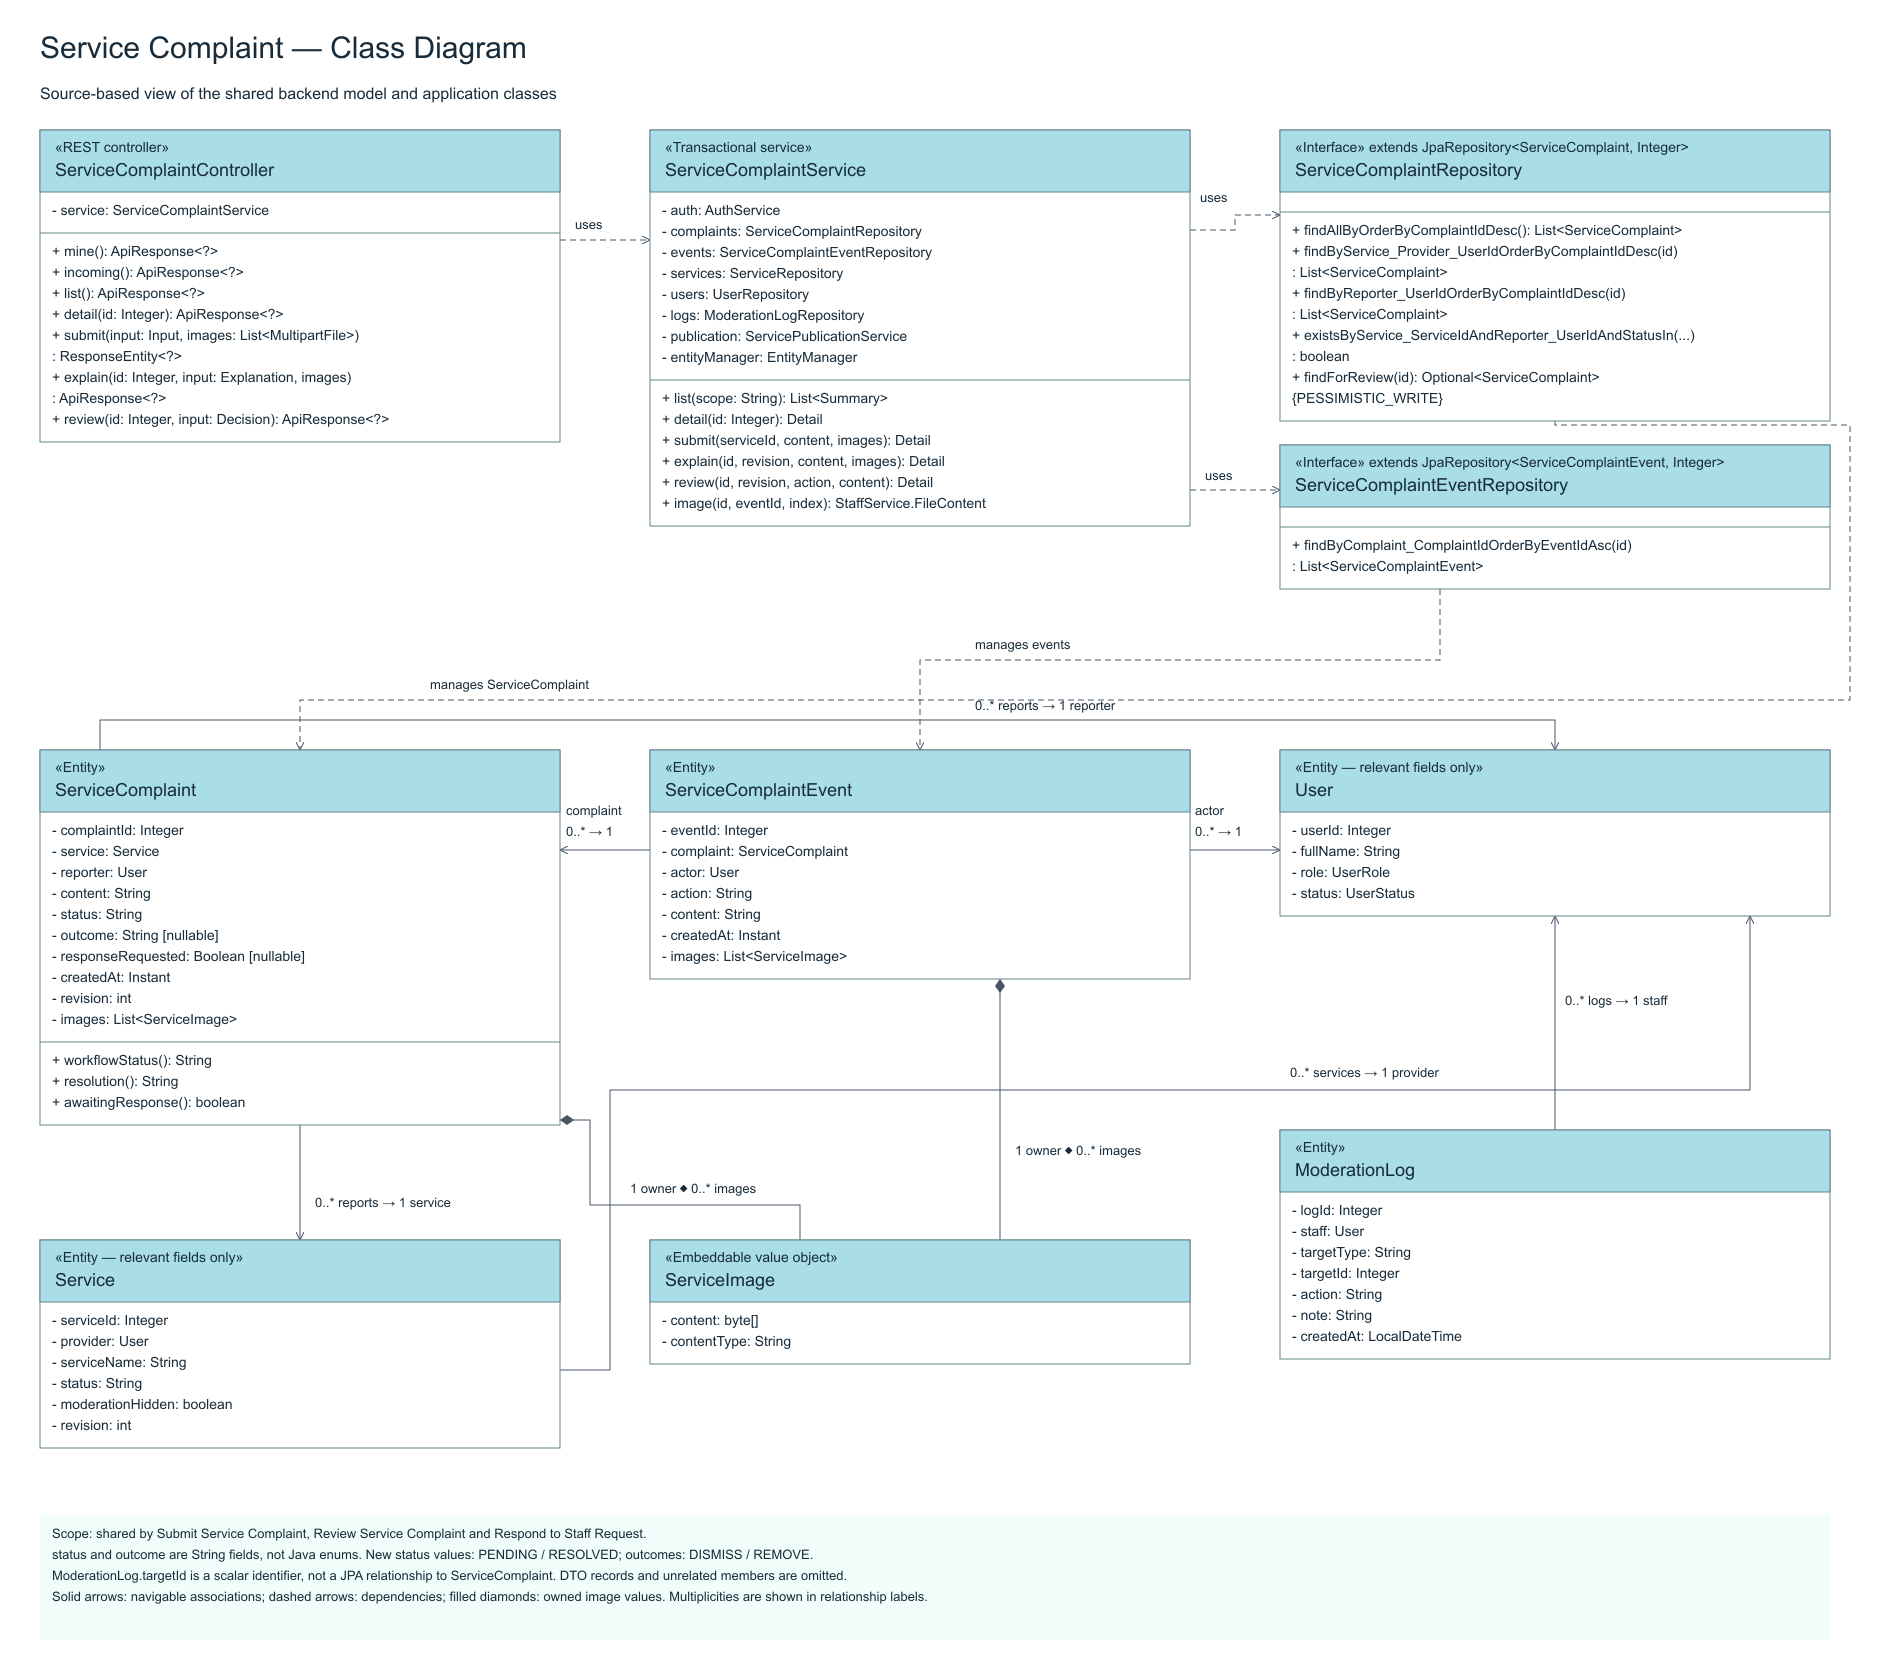 Service Complaint — Class Diagram
Source-based view of the shared backend model and application classes
«REST controller»
ServiceComplaintController
- service: ServiceComplaintService
+ mine(): ApiResponse<?>
+ incoming(): ApiResponse<?>
+ list(): ApiResponse<?>
+ detail(id: Integer): ApiResponse<?>
+ submit(input: Input, images: List<MultipartFile>)
: ResponseEntity<?>
+ explain(id: Integer, input: Explanation, images)
: ApiResponse<?>
+ review(id: Integer, input: Decision): ApiResponse<?>
uses
«Transactional service»
ServiceComplaintService
- auth: AuthService
- complaints: ServiceComplaintRepository
- events: ServiceComplaintEventRepository
- services: ServiceRepository
- users: UserRepository
- logs: ModerationLogRepository
- publication: ServicePublicationService
- entityManager: EntityManager
+ list(scope: String): List<Summary>
+ detail(id: Integer): Detail
+ submit(serviceId, content, images): Detail
+ explain(id, revision, content, images): Detail
+ review(id, revision, action, content): Detail
+ image(id, eventId, index): StaffService.FileContent
uses
uses
«Interface» extends JpaRepository<ServiceComplaint, Integer>
ServiceComplaintRepository
+ findAllByOrderByComplaintIdDesc(): List<ServiceComplaint>
+ findByService_Provider_UserIdOrderByComplaintIdDesc(id)
: List<ServiceComplaint>
+ findByReporter_UserIdOrderByComplaintIdDesc(id)
: List<ServiceComplaint>
+ existsByService_ServiceIdAndReporter_UserIdAndStatusIn(...)
: boolean
+ findForReview(id): Optional<ServiceComplaint>
{PESSIMISTIC_WRITE}
«Interface» extends JpaRepository<ServiceComplaintEvent, Integer>
ServiceComplaintEventRepository
+ findByComplaint_ComplaintIdOrderByEventIdAsc(id)
: List<ServiceComplaintEvent>
manages events
manages ServiceComplaint
0..* reports → 1 reporter
«Entity»
ServiceComplaint
- complaintId: Integer
- service: Service
- reporter: User
- content: String
- status: String
- outcome: String [nullable]
- responseRequested: Boolean [nullable]
- createdAt: Instant
- revision: int
- images: List<ServiceImage>
+ workflowStatus(): String
+ resolution(): String
+ awaitingResponse(): boolean
complaint
0..* → 1
«Entity»
ServiceComplaintEvent
- eventId: Integer
- complaint: ServiceComplaint
- actor: User
- action: String
- content: String
- createdAt: Instant
- images: List<ServiceImage>
actor
0..* → 1
«Entity — relevant fields only»
User
- userId: Integer
- fullName: String
- role: UserRole
- status: UserStatus
0..* logs → 1 staff
0..* services → 1 provider
1 owner ◆ 0..* images
1 owner ◆ 0..* images
0..* reports → 1 service
«Entity»
ModerationLog
- logId: Integer
- staff: User
- targetType: String
- targetId: Integer
- action: String
- note: String
- createdAt: LocalDateTime
«Entity — relevant fields only»
Service
- serviceId: Integer
- provider: User
- serviceName: String
- status: String
- moderationHidden: boolean
- revision: int
«Embeddable value object»
ServiceImage
- content: byte[]
- contentType: String
Scope: shared by Submit Service Complaint, Review Service Complaint and Respond to Staff Request.
status and outcome are String fields, not Java enums. New status values: PENDING / RESOLVED; outcomes: DISMISS / REMOVE.
ModerationLog.targetId is a scalar identifier, not a JPA relationship to ServiceComplaint. DTO records and unrelated members are omitted.
Solid arrows: navigable associations; dashed arrows: dependencies; filled diamonds: owned image values. Multiplicities are shown in relationship labels.